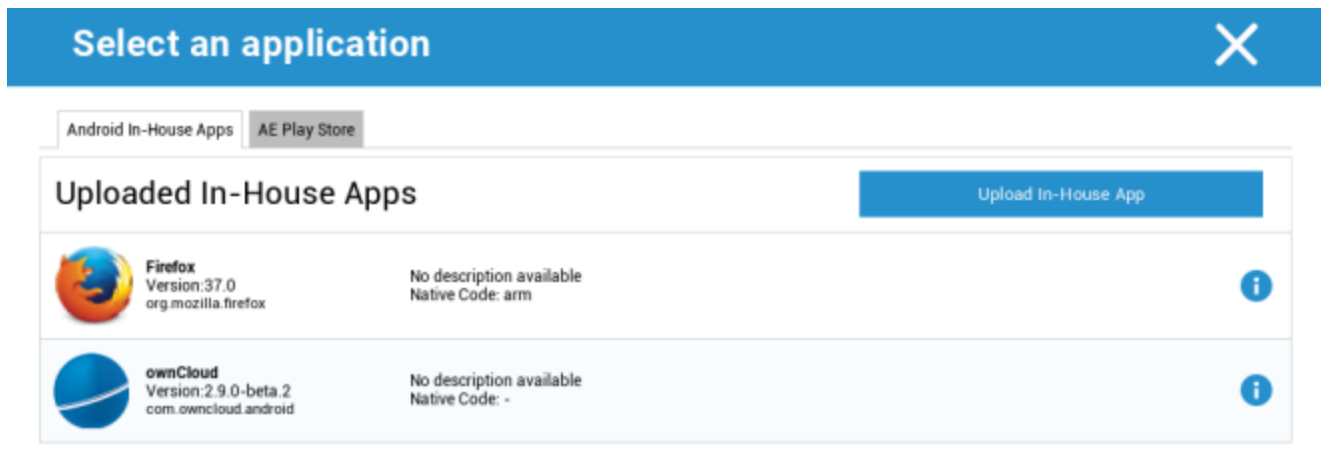 Select an application
Android In-House Apps
AE Play Store
Uploaded In-House Apps
Upload In-House App
Firefox
Version:37.0
org.mozilla.firefox
No description available
Native Code: arm
ownCloud
Version:2.9.0-beta.2
com.owncloud.android
No description available
Native Code: -